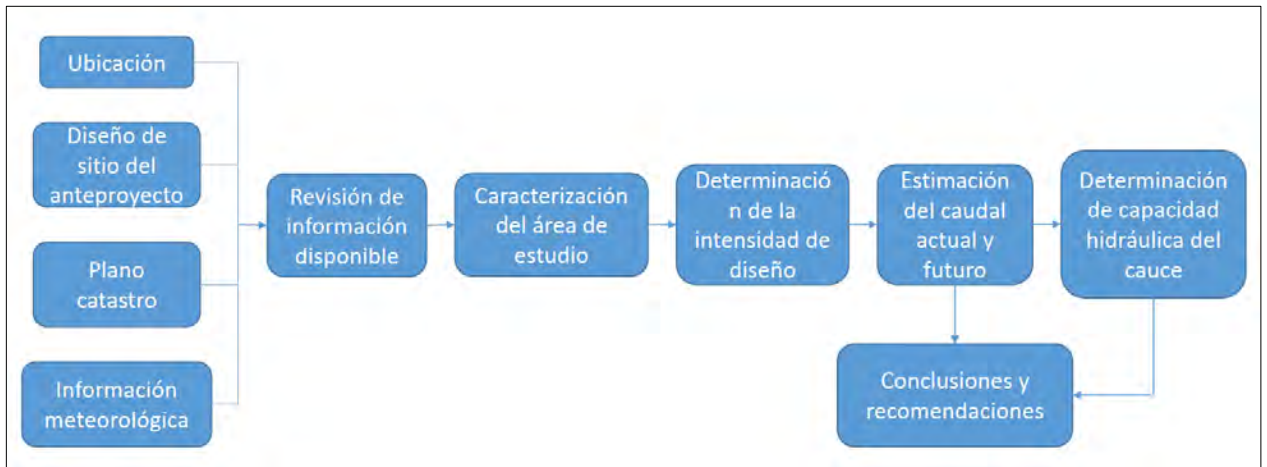 Ubicación
Diseño de
sitio del
anteproyecto
Plano
catastro
Información
meteorológica
Revisión de
información
disponible
Caracterización
del área de
estudio
Determinació
n de la
intensidad de
diseño
Estimación
del caudal
actual y
futuro
Determinación
de capacidad
hidráulica del
cauce
Conclusiones y
recomendaciones